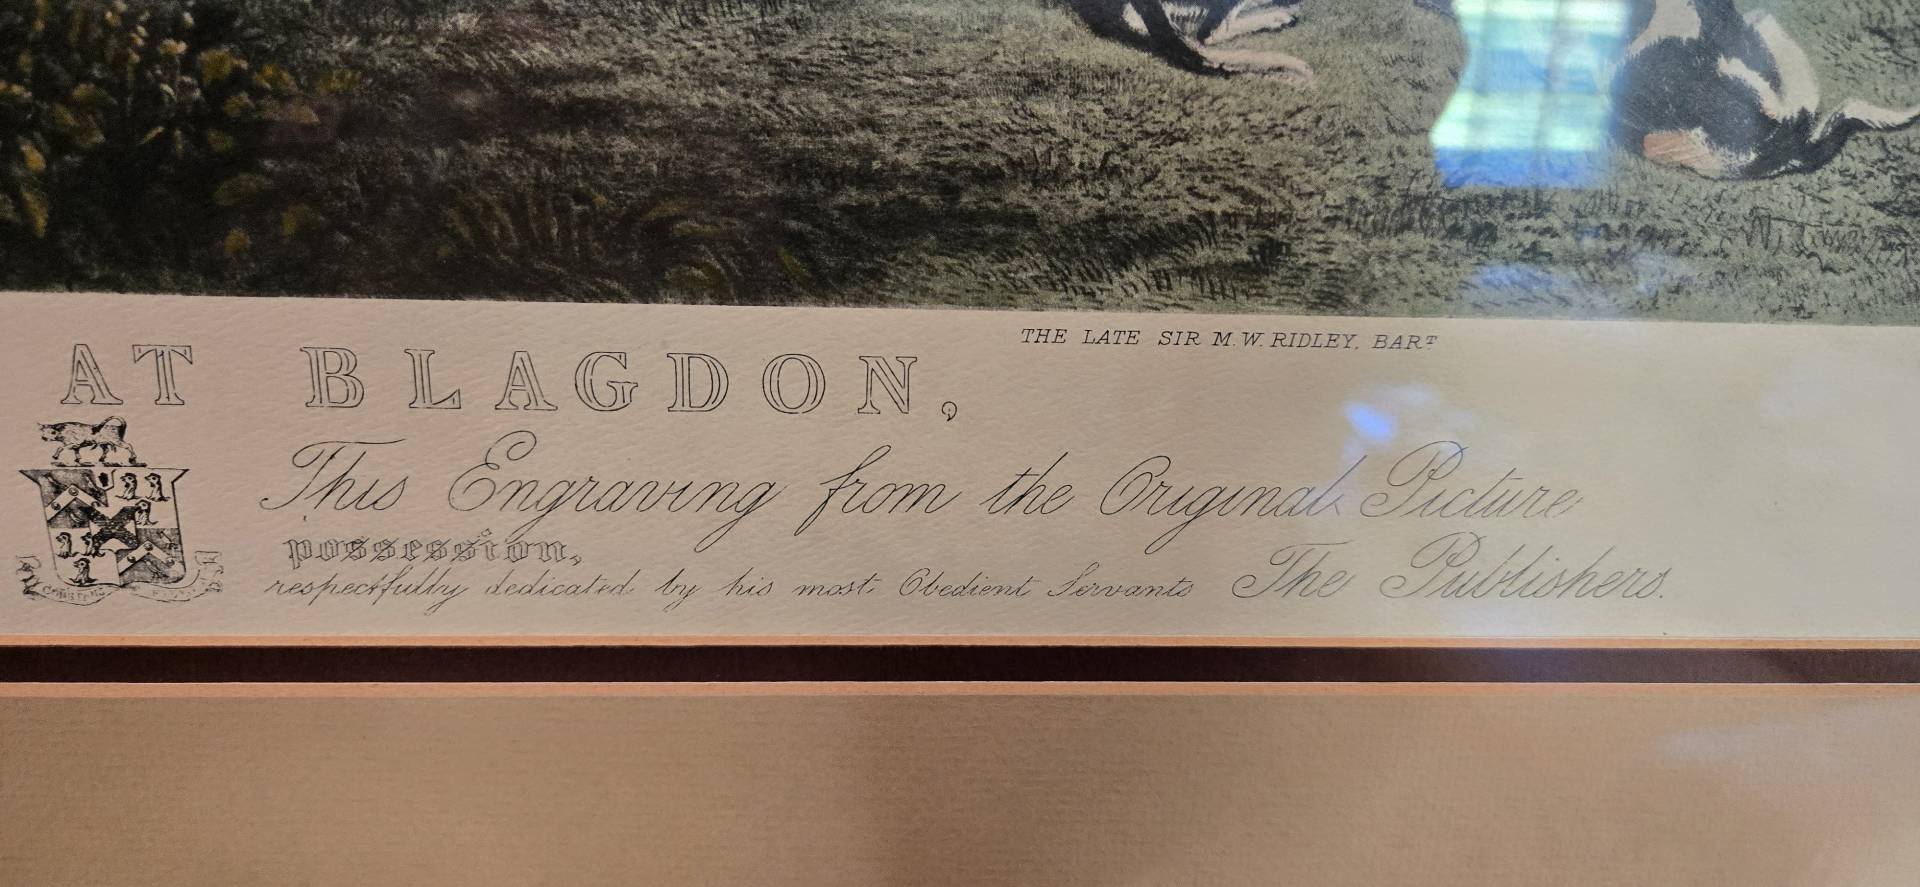 THE LATE SIR M.W. RIDLEY, BART
AT BLAGDON,
This Engraving from the Original Picture
possession,
respectfully dedicated by his most Obedient Servants The Publishers.